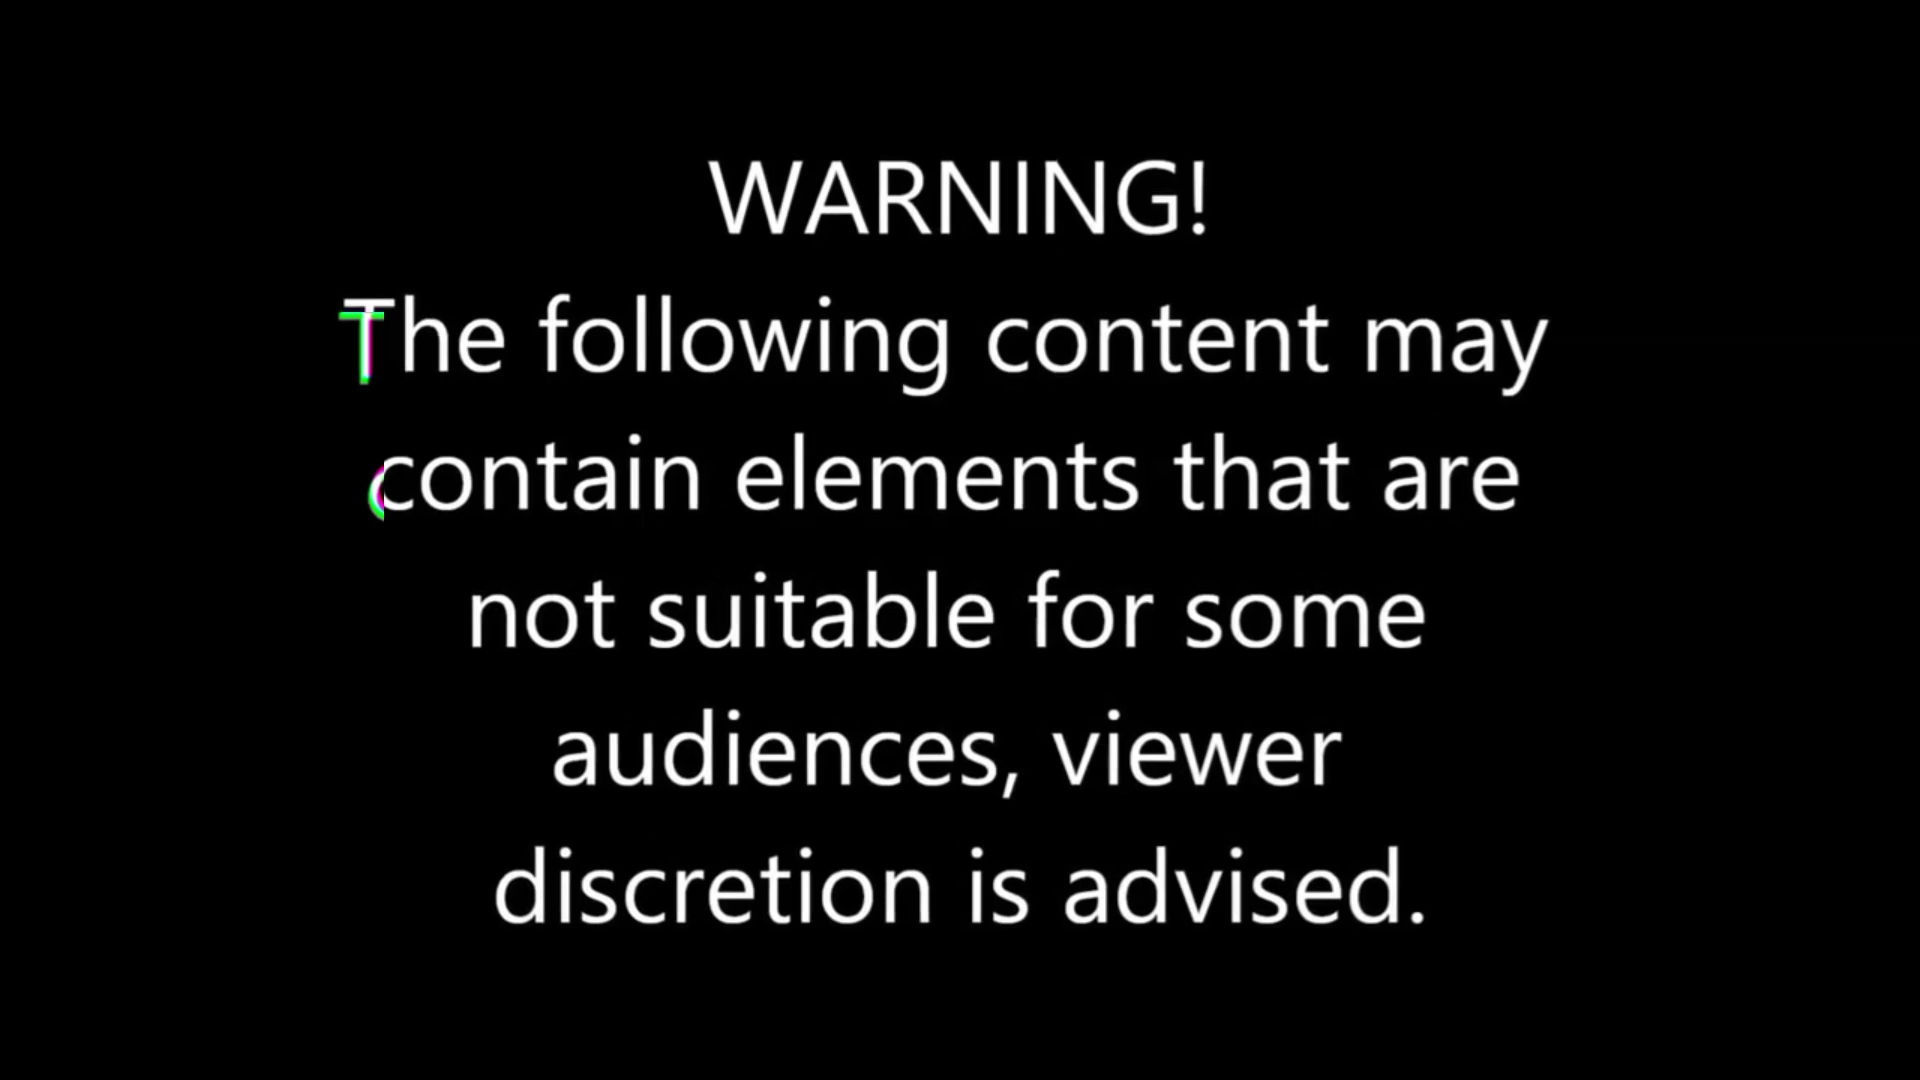 WARNING!
The following content may
contain elements that are
not suitable for some
audiences, viewer
discretion is advised.